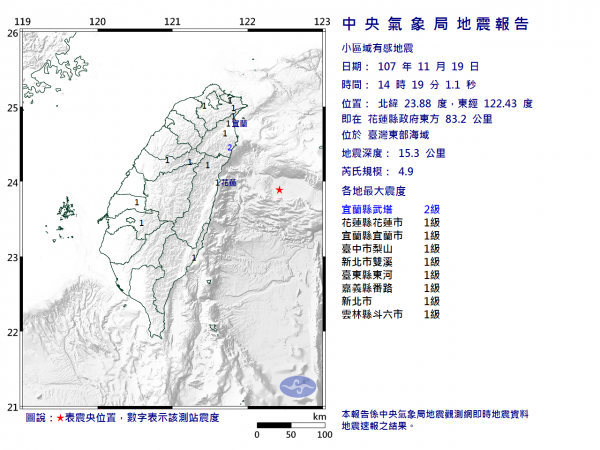 119
120
121
122
123
26
25
24
23
22
21
1
1
1
1
宜蘭
1
2
1
1
1
1花蓮
1
1
1
圖說：★表震央位置，數字表示該測站震度
km
0
50
100
中央氣象局地震報告
小區域有感地震
日期： 107 年 11 月 19 日
時間： 14 時 19 分 1.1 秒
位置： 北緯 23.88 度，東經 122.43 度
即在 花蓮縣政府東方 83.2 公里
位於 臺灣東部海域
地震深度： 15.3 公里
芮氏規模： 4.9
各地最大震度
宜蘭縣武塔 2級
花蓮縣花蓮市 1級
宜蘭縣宜蘭市 1級
臺中市梨山 1級
新北市雙溪 1級
臺東縣東河 1級
嘉義縣番路 1級
新北市 1級
雲林縣斗六市 1級
本報告係中央氣象局地震觀測網即時地震資料
地震速報之結果。